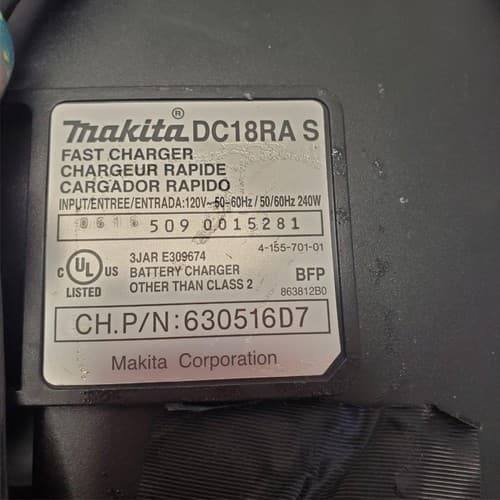 makita® DC18RA S
FAST CHARGER
CHARGEUR RAPIDE
CARGADOR RAPIDO
INPUT/ENTREE/ENTRADA:120V~50-60Hz / 50/60Hz 240W
509 0015281
4-155-701-01
C UL US
LISTED
3JAR E309674
BATTERY CHARGER
OTHER THAN CLASS 2
BFP
863812B0
CH.P/N:630516D7
Makita Corporation